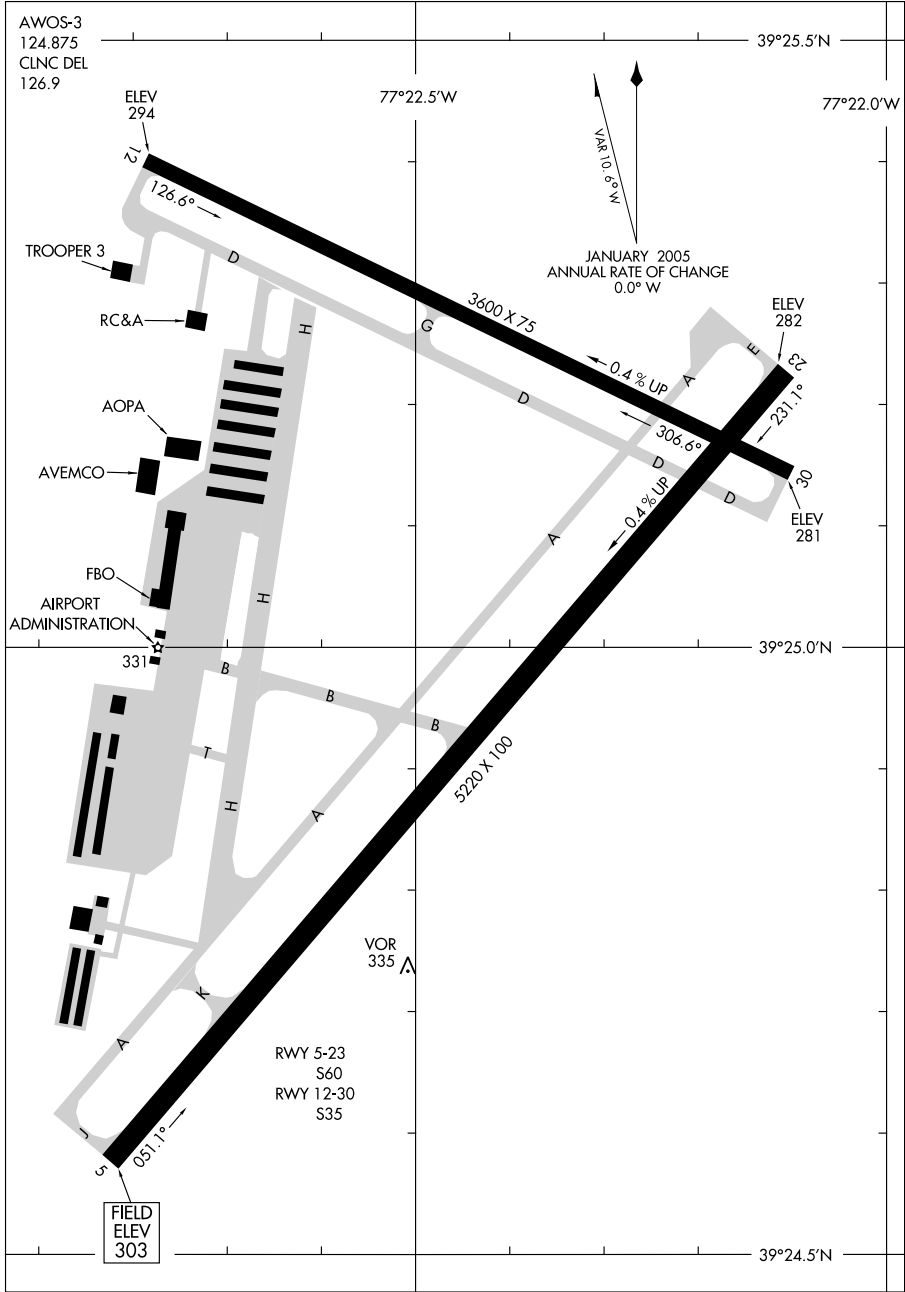 AWOS-3
124.875
CLNC DEL
126.9
39°25.5'N
77°22.5'W
77°22.0'W
ELEV
294
12
126.6°
VAR 10.6° W
JANUARY 2005
ANNUAL RATE OF CHANGE
0.0° W
TROOPER 3
D
RC&A
H
G
3600 X 75
ELEV
282
23
E
A
0.4 % UP
231.1°
D
306.6°
AOPA
AVEMCO
D
D
30
ELEV
281
0.4 % UP
A
FBO
H
AIRPORT
ADMINISTRATION
331
39°25.0'N
B
B
B
T
5220 X 100
H
A
VOR
335
K
A
RWY 5-23
S60
RWY 12-30
S35
J
051.1°
5
FIELD
ELEV
303
39°24.5'N